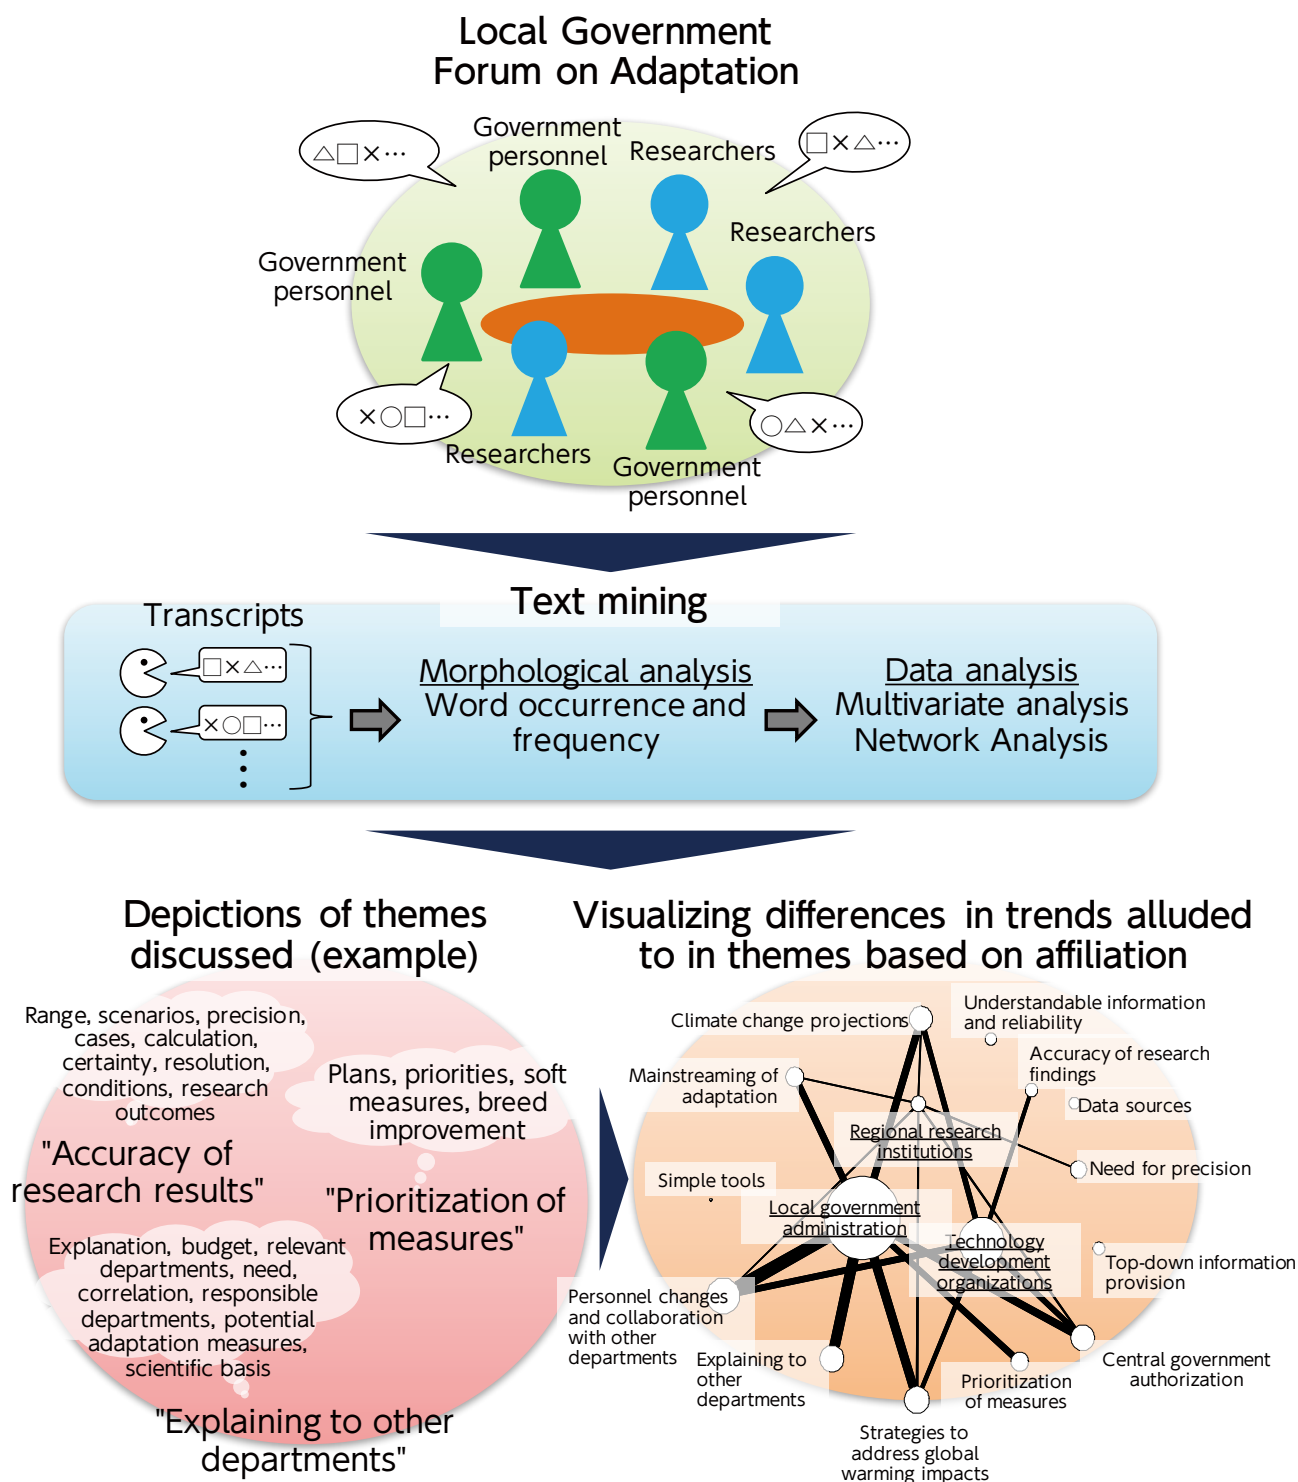 Local Government
Forum on Adaptation
△□×…
Government
personnel
Researchers
□×△…
Researchers
Government
personnel
×○□…
○△×…
Researchers
Government
personnel
Text mining
Transcripts
□×△…
×○□…
Morphological analysis
Word occurrence and
frequency
Data analysis
Multivariate analysis
Network Analysis
Depictions of themes
discussed (example)
Range, scenarios, precision,
cases, calculation,
certainty, resolution,
conditions, research
outcomes
"Accuracy of
research results"
Plans, priorities, soft
measures, breed
improvement
"Prioritization of
measures"
Explanation, budget, relevant
departments, need,
correlation, responsible
departments, potential
adaptation measures,
scientific basis
"Explaining to other
departments"
Visualizing differences in trends alluded
to in themes based on affiliation
Climate change projections
Understandable information
and reliability
Mainstreaming of
adaptation
Accuracy of research
findings
Data sources
Regional research
institutions
Need for precision
Simple tools
Local government
administration
Technology
development
organizations
Top-down information
provision
Personnel changes
and collaboration
with other
departments
Explaining to
other
departments
Strategies to
address global
warming impacts
Prioritization
of measures
Central government
authorization